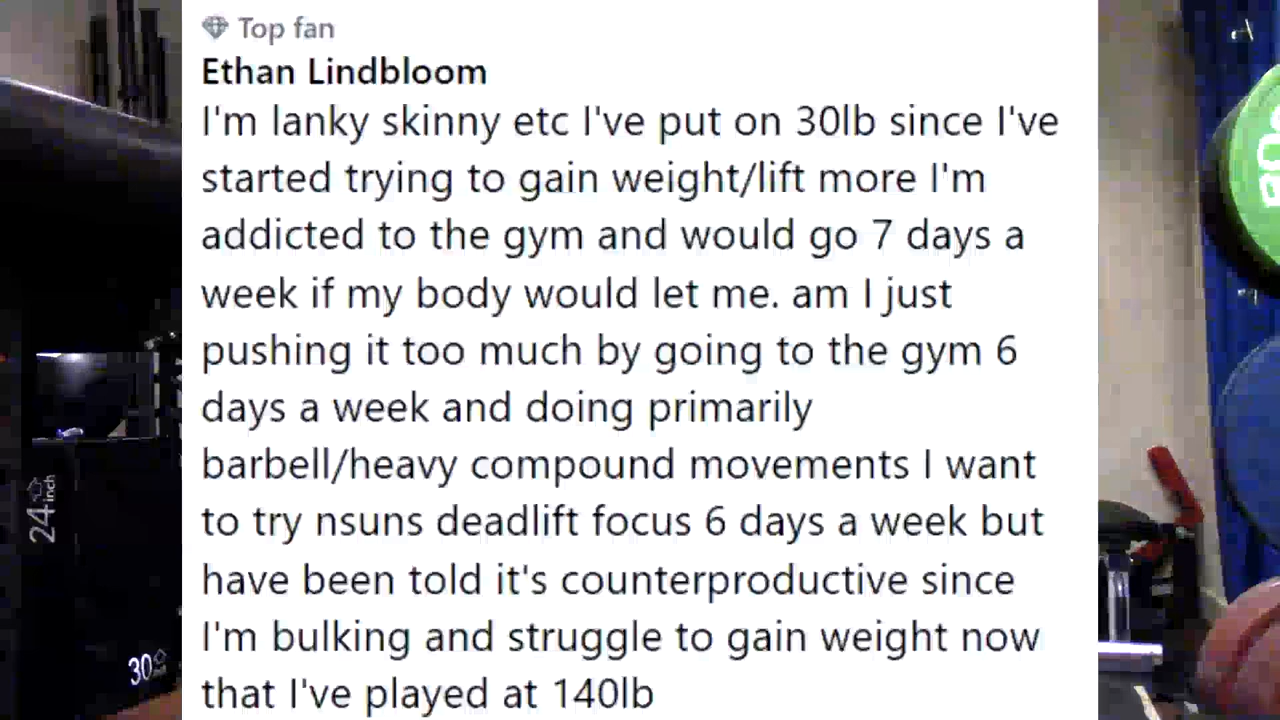 Top fan
Ethan Lindbloom
I'm lanky skinny etc I've put on 30lb since I've
started trying to gain weight/lift more I'm
addicted to the gym and would go 7 days a
week if my body would let me. am I just
pushing it too much by going to the gym 6
days a week and doing primarily
barbell/heavy compound movements I want
to try nsuns deadlift focus 6 days a week but
have been told it's counterproductive since
I'm bulking and struggle to gain weight now
that I've played at 140lb
24 inch
30